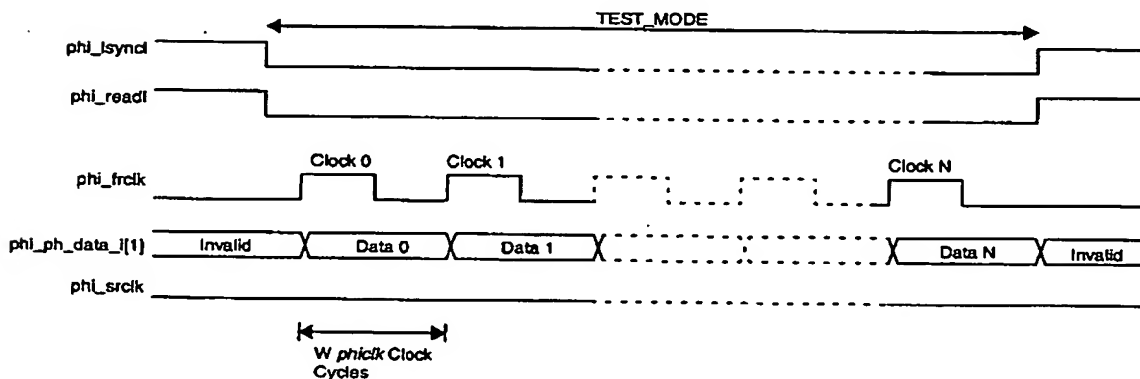 TEST_MODE
phi_lsyncl
phi_readl
Clock 0 Clock 1 Clock N
phi_frclk
phi_ph_data_i[1] Invalid Data 0 Data 1 Data N Invalid
phi_srclk
W phiclk Clock
Cycles